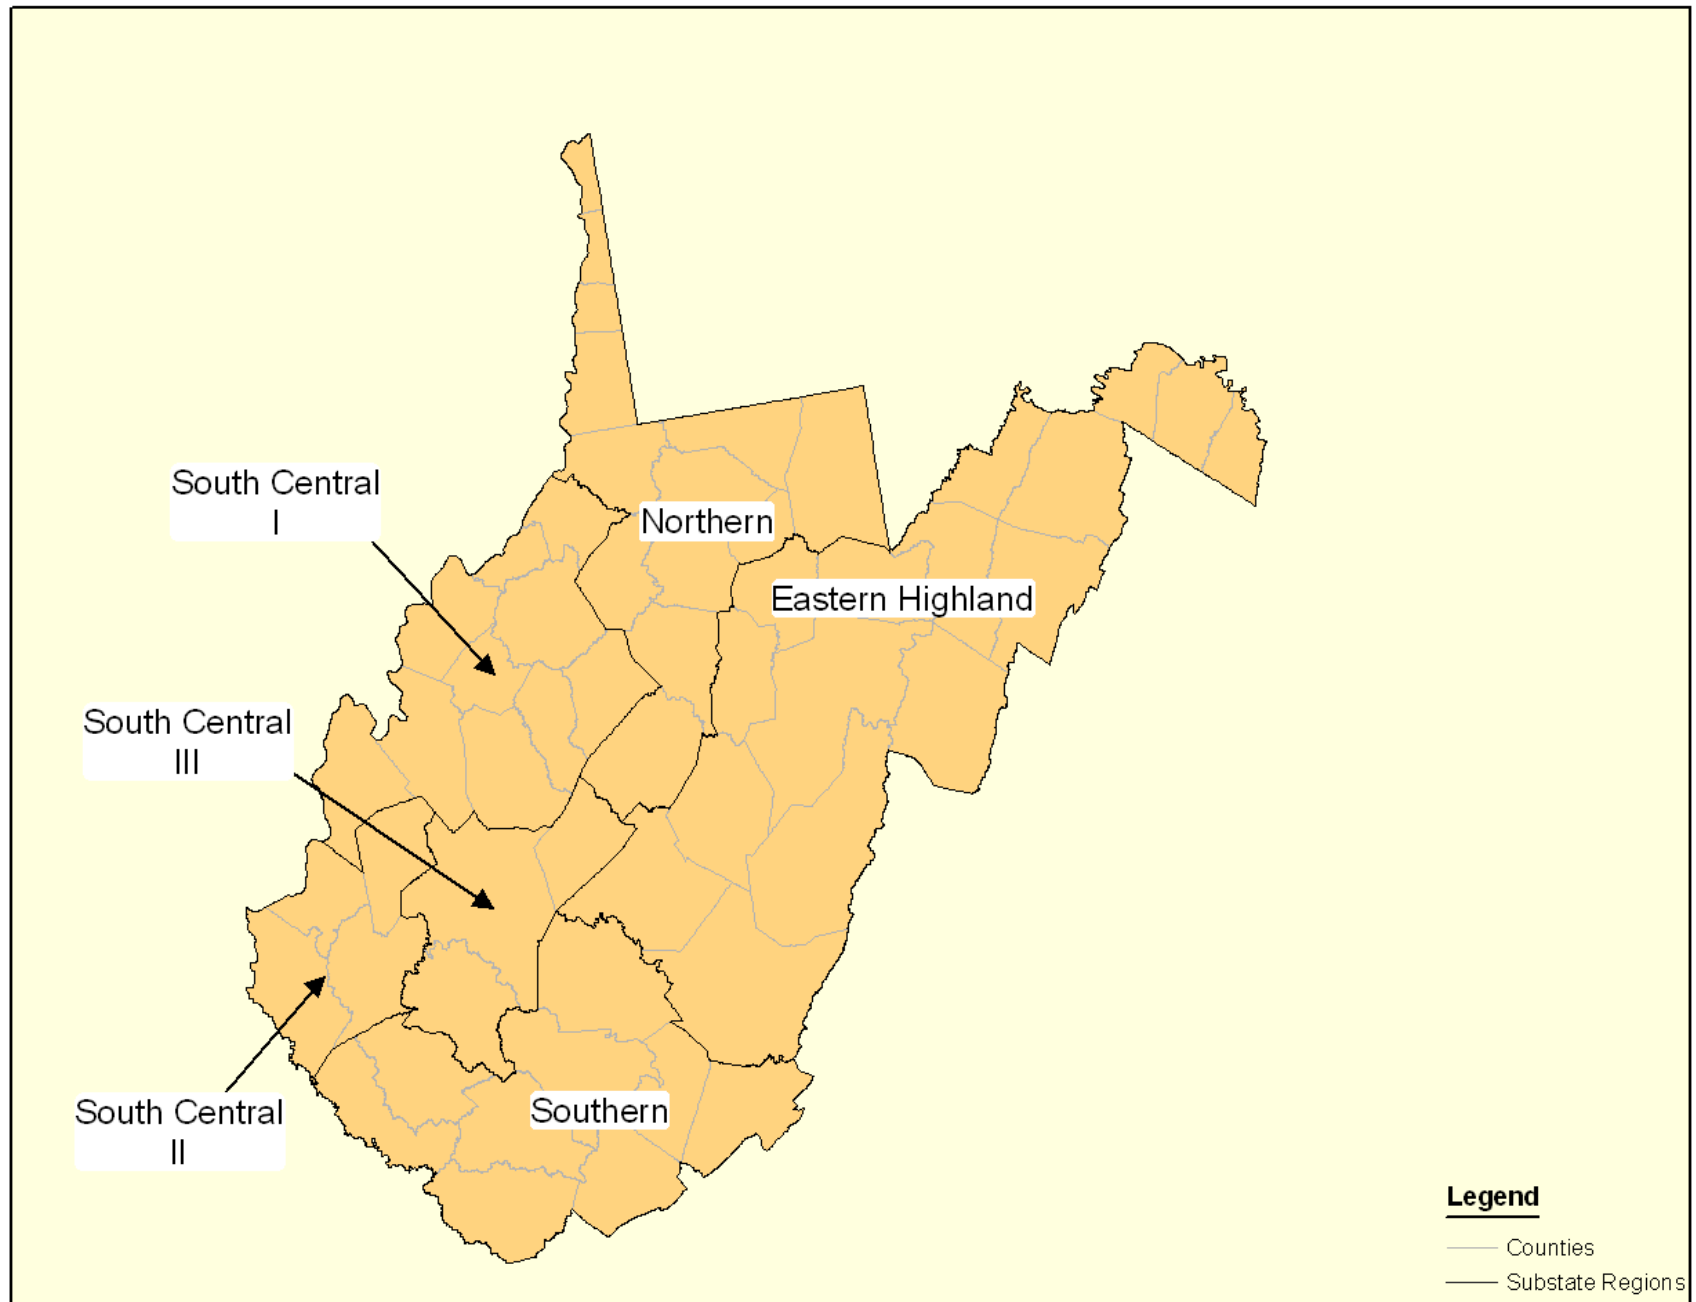 South Central
I
Northern
Eastern Highland
South Central
III
South Central
II
Southern
Legend
Counties
Substate Regions